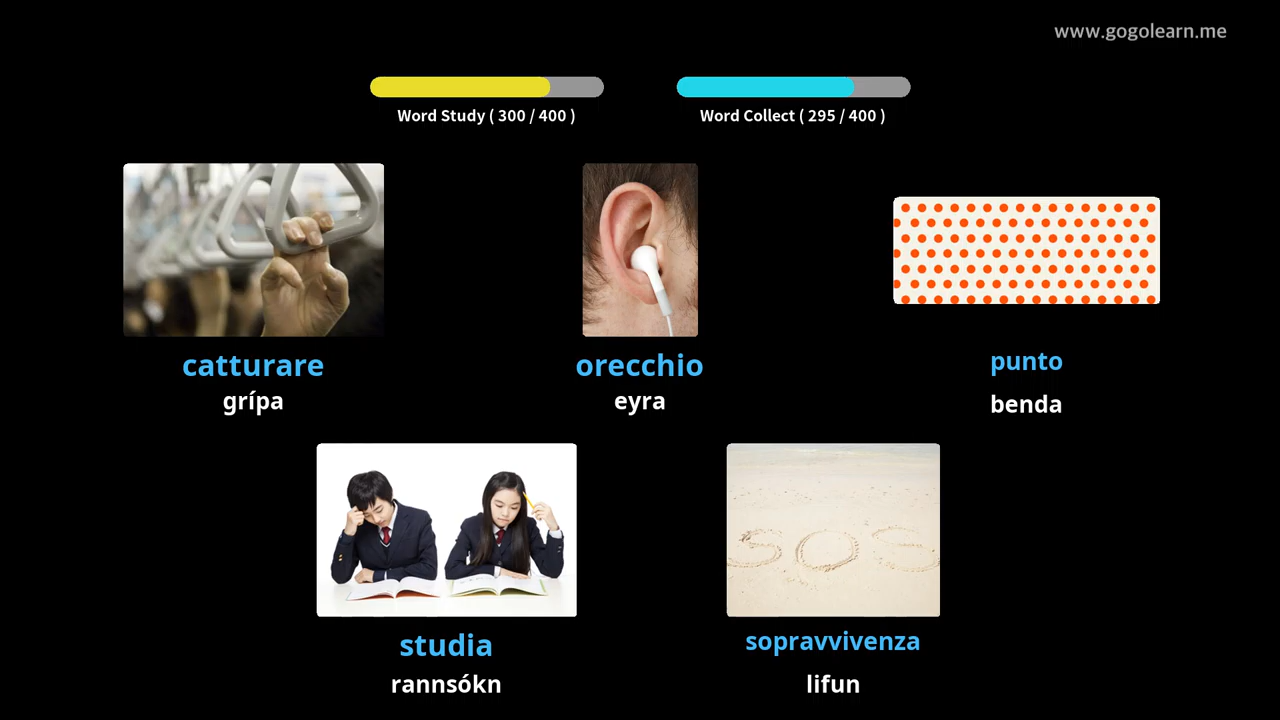 www.gogolearn.me
Word Study ( 300 / 400 )
Word Collect ( 295 / 400 )
catturare
grípa
orecchio
eyra
punto
benda
SOS
studia
rannsókn
sopravvivenza
lifun